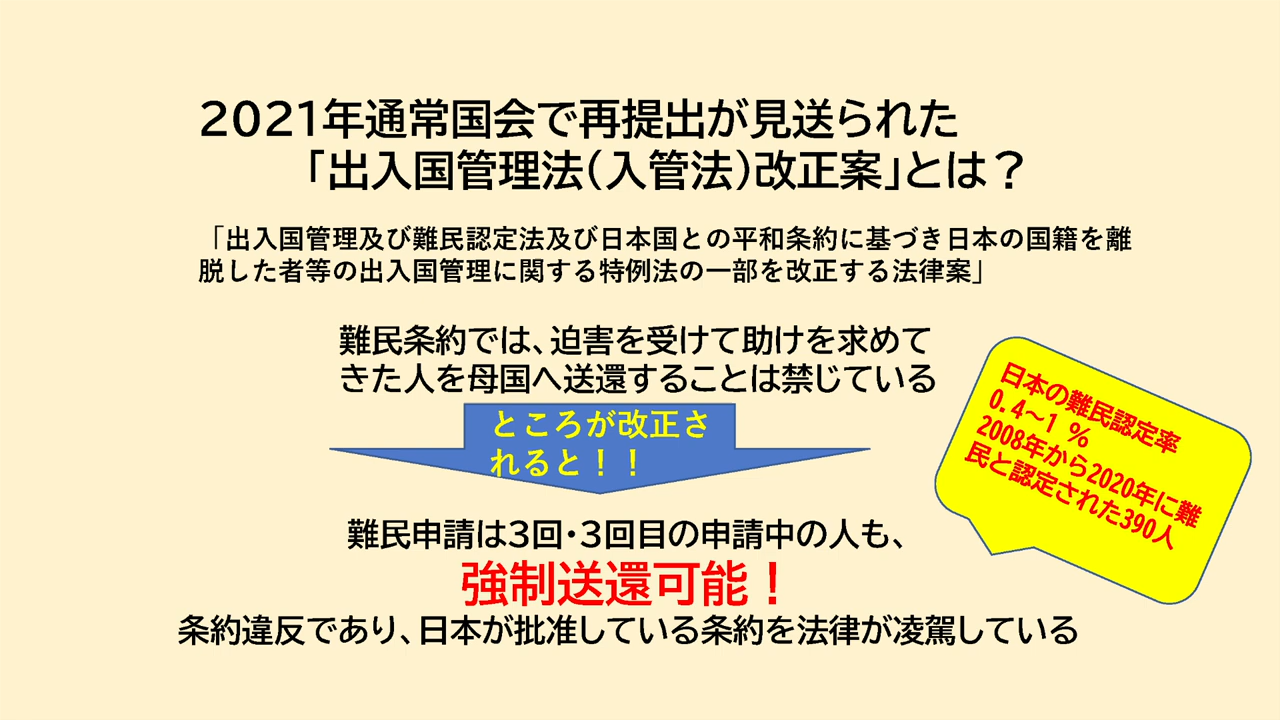 2021年通常国会で再提出が見送られた
「出入国管理法(入管法)改正案」とは?
「出入国管理及び難民認定法及び日本国との平和条約に基づき日本の国籍を離
脱した者等の出入国管理に関する特例法の一部を改正する法律案」
難民条約では、迫害を受けて助けを求めて
きた人を母国へ送還することは禁じている
ところが改正さ
れると!!
日本の難民認定率
0.4~1 %
2008年から2020年に難
民と認定された390人
難民申請は3回・3回目の申請中の人も、
強制送還可能!
条約違反であり、日本が批准している条約を法律が凌駕している